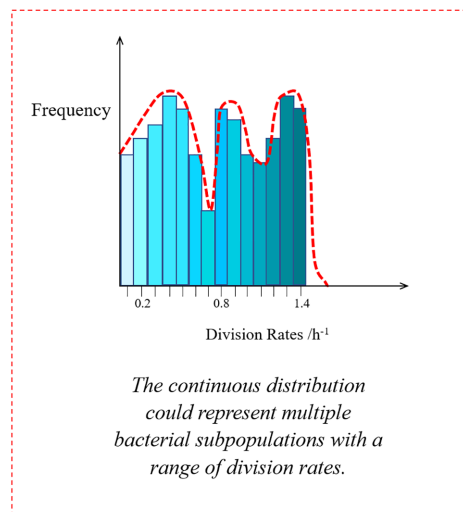 Frequency
0.2 0.8 1.4
Division Rates /h⁻¹
The continuous distribution
could represent multiple
bacterial subpopulations with a
range of division rates.